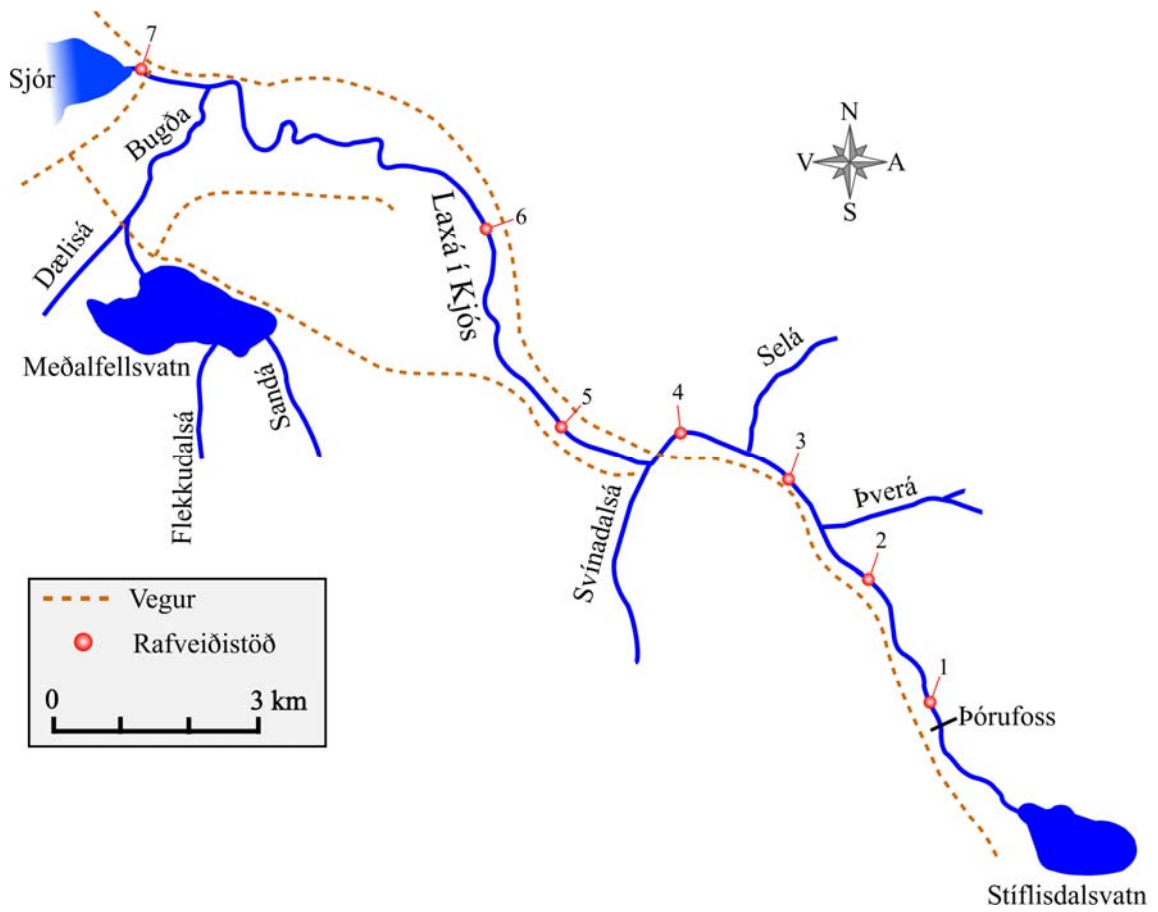 7
Sjór
Bugða
N
V
A
S
Dælisá
Laxá í Kjós
6
Meðalfellsvatn
Sandá
Flekkudalsá
Selá
5
4
3
Þverá
Svínadalsá
2
Vegur
Rafveiðistöð
0
3 km
1
Þórufoss
Stíflisdalsvatn